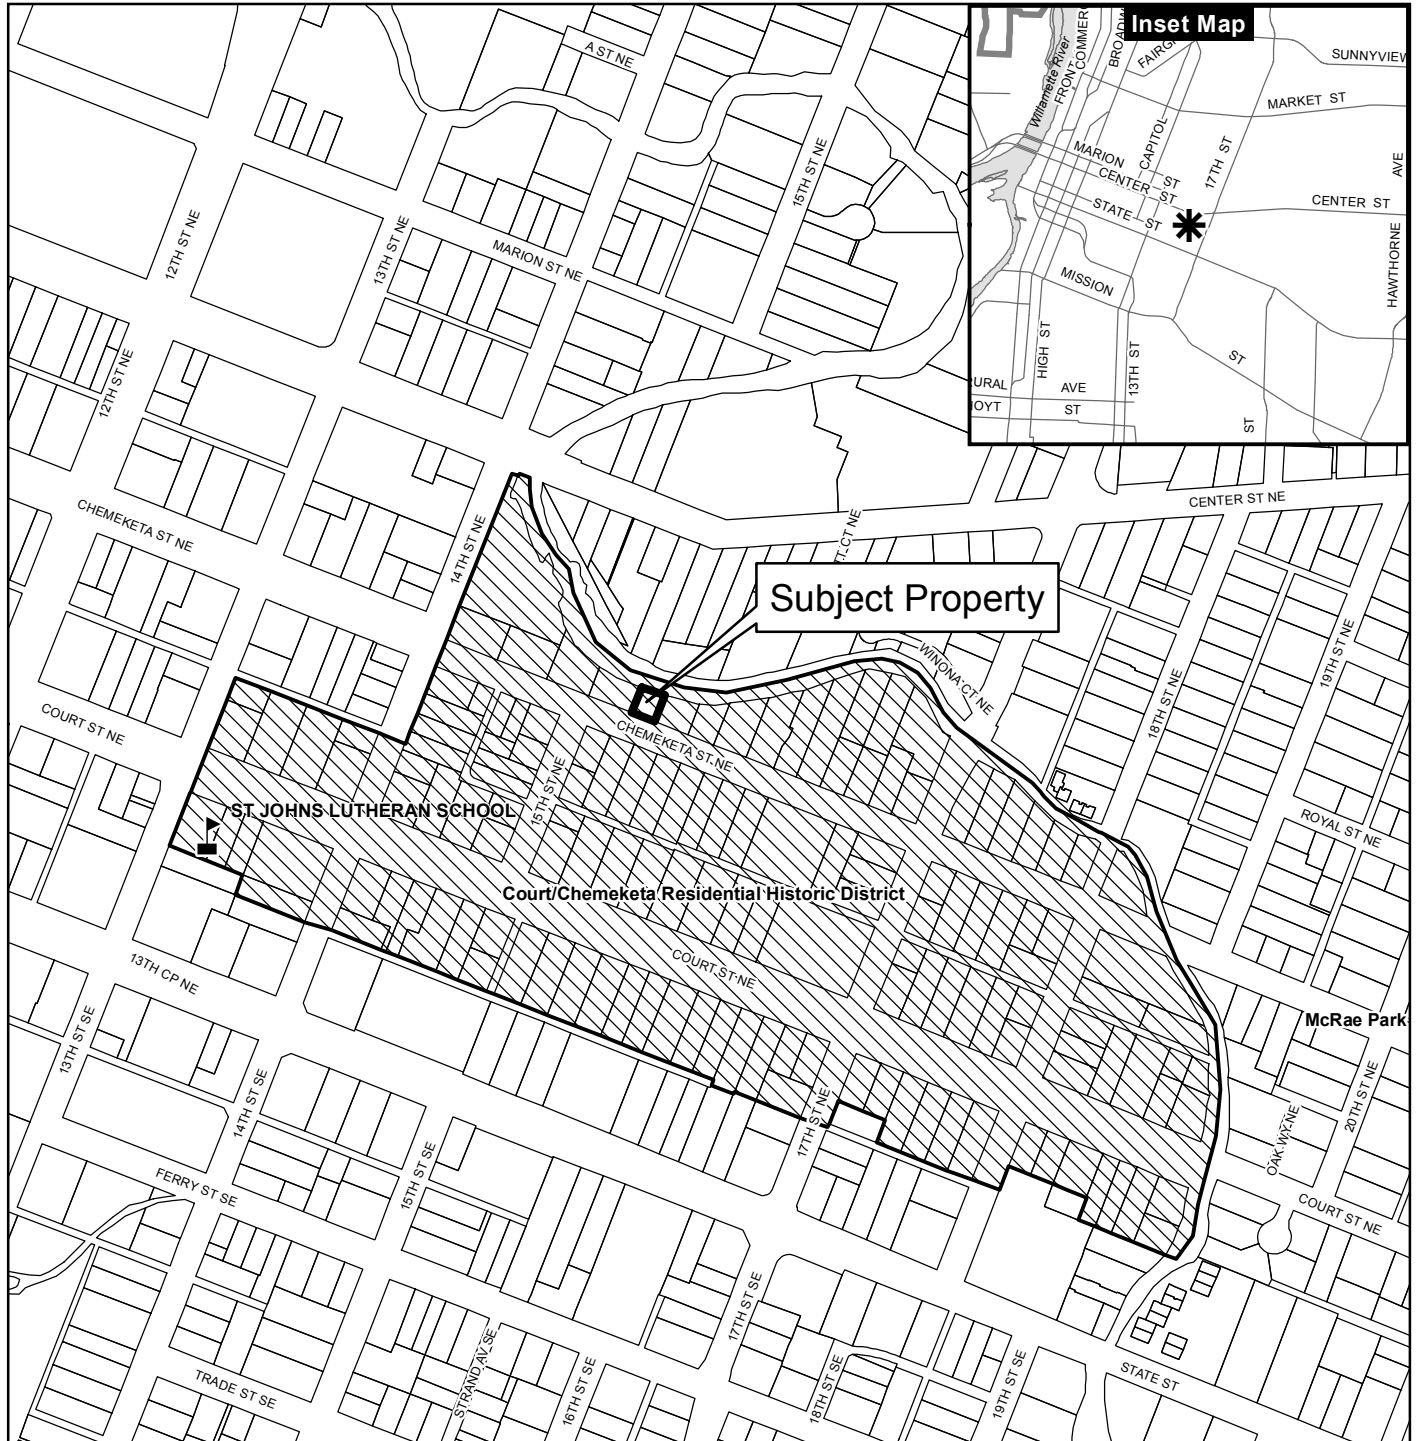 Inset Map
Willamette River
FRONT
COMMERC
BROADW
FAIRG
SUNNYVIEW
MARKET ST
CAPITOL
17TH ST
AVE
MARION ST
CENTER ST
CENTER ST
STATE ST
HAWTHORNE
MISSION
ST
HIGH ST
13TH ST
URAL AVE
OYT ST
ST
A ST NE
15TH ST NE
12TH ST NE
13TH ST NE
MARION ST NE
12TH ST NE
CHEMEKETA ST NE
14TH ST NE
CENTER ST NE
CT NE
Subject Property
WINONA CT NE
19TH ST NE
18TH ST NE
COURT ST NE
CHEMEKETA ST NE
15TH ST NE
ST JOHNS LUTHERAN SCHOOL
ROYAL ST NE
Court/Chemeketa Residential Historic District
COURT ST NE
13TH CP NE
McRae Park
13TH ST SE
14TH ST SE
17TH ST NE
20TH ST NE
OAK WY NE
15TH ST SE
FERRY ST SE
COURT ST NE
17TH ST SE
STATE ST
TRADE ST SE
STRAND AV SE
16TH ST SE
18TH ST SE
19TH ST SE